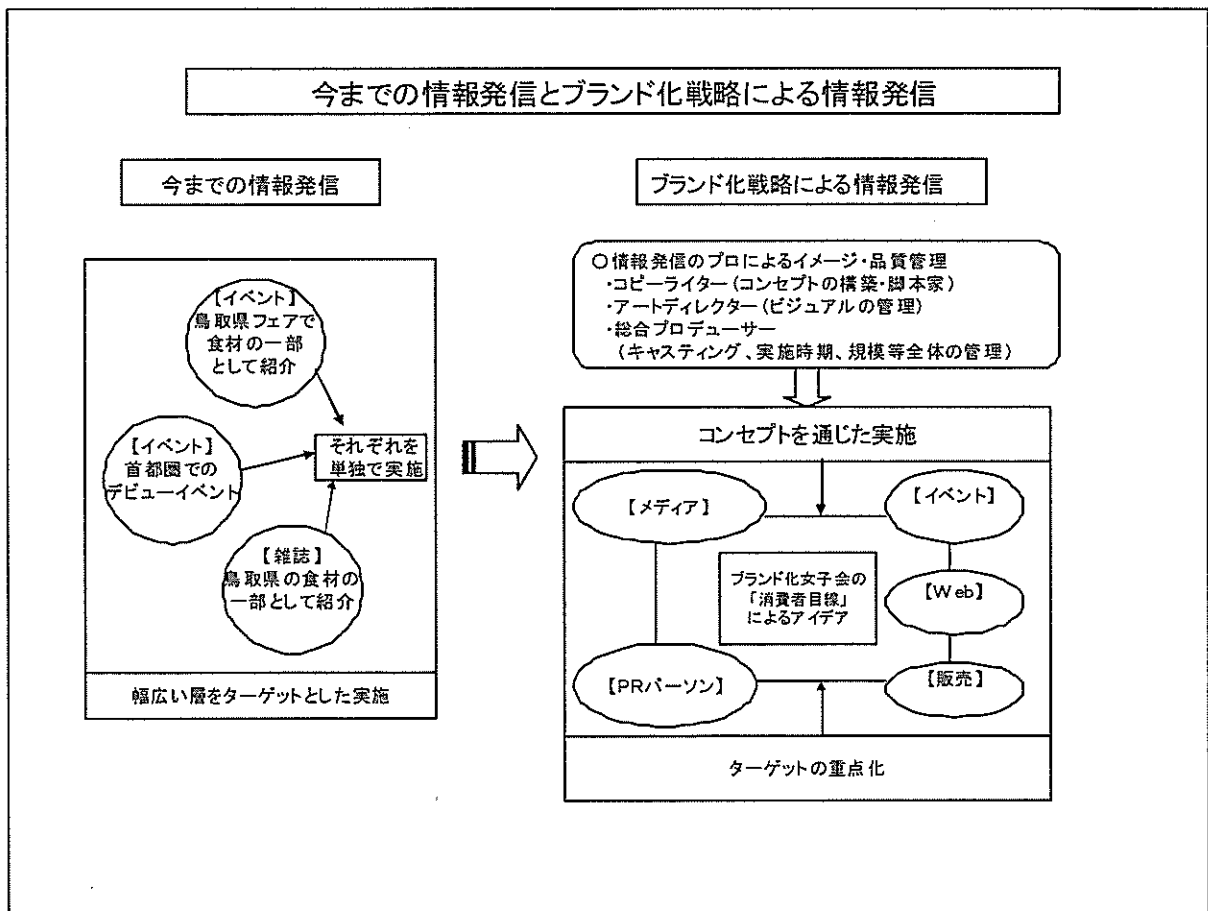 今までの情報発信とブランド化戦略による情報発信
今までの情報発信
【イベント】
鳥取県フェアで
食材の一部
として紹介
【イベント】
首都圏での
デビューイベント
それぞれを
単独で実施
【雑誌】
鳥取県の食材の
一部として紹介
幅広い層をターゲットとした実施
ブランド化戦略による情報発信
○情報発信のプロによるイメージ・品質管理
・コピーライター(コンセプトの構築・脚本家)
・アートディレクター(ビジュアルの管理)
・総合プロデューサー
(キャスティング、実施時期、規模等全体の管理)
コンセプトを通じた実施
【メディア】
【イベント】
ブランド化女子会の
「消費者目線」
によるアイデア
【Web】
【PRパーソン】
【販売】
ターゲットの重点化